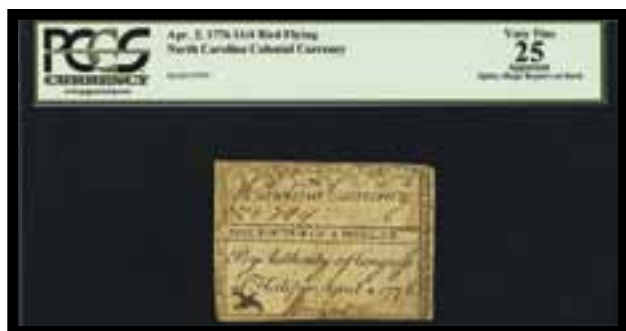 PCGS
CURRENCY
Apr. 2, 1776 $1/4 Bird Flying
North Carolina Colonial Currency
Very Fine
25
Apparent
Carolina Currency
ONE FOURTH OF A DOLLAR
By Authority of Congress
at Halifax April 2 1776